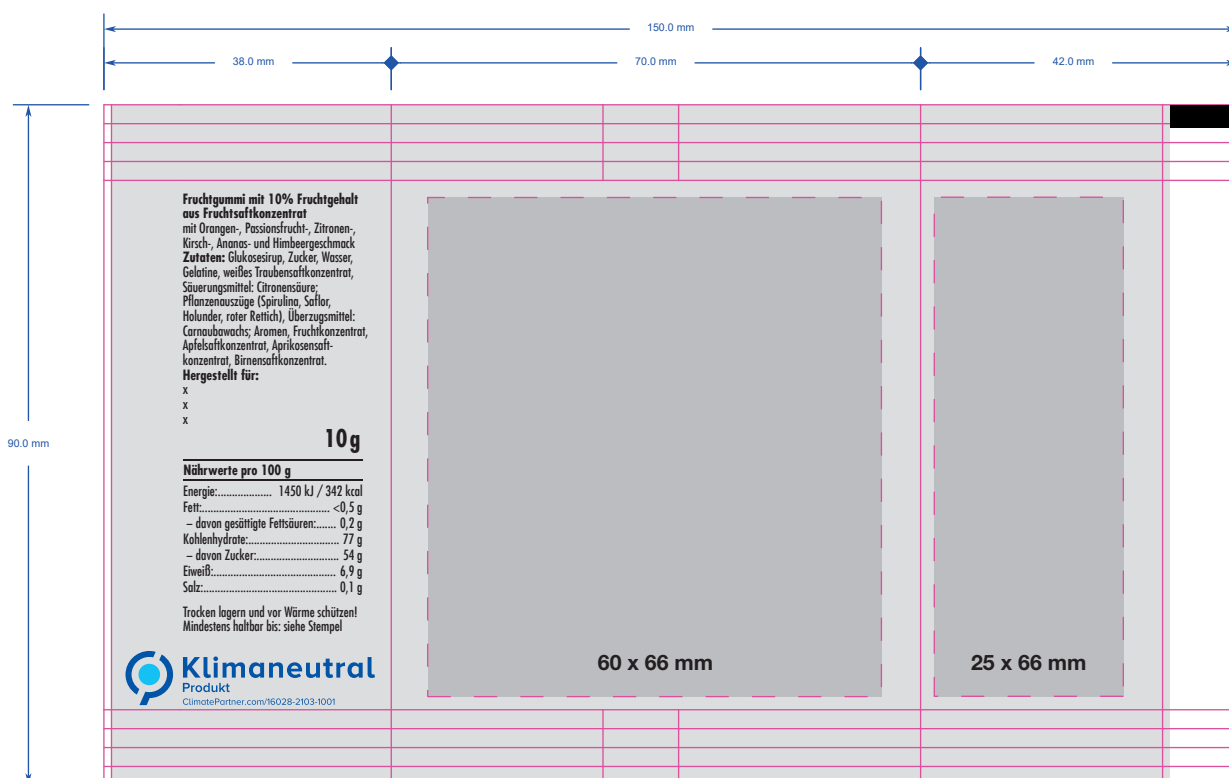 150.0 mm
38.0 mm
70.0 mm
42.0 mm
90.0 mm
Fruchtgummi mit 10% Fruchtgehalt
aus Fruchtsaftkonzentrat
mit Orangen-, Passionsfrucht-, Zitronen-,
Kirsch-, Ananas- und Himbeergeschmack
Zutaten: Glukosesirup, Zucker, Wasser,
Gelatine, weißes Traubensaftkonzentrat,
Säuerungsmittel: Citronensäure;
Pflanzenauszüge (Spirulina, Saflor,
Holunder, roter Rettich), Überzugsmittel:
Carnaubawachs; Aromen, Fruchtkonzentrat,
Apfelsaftkonzentrat, Aprikosensaft-
konzentrat, Birnensaftkonzentrat.
Hergestellt für:
x
x
x
10 g
Nährwerte pro 100 g
Energie:................... 1450 kJ / 342 kcal
Fett:............................................. <0,5 g
– davon gesättigte Fettsäuren:....... 0,2 g
Kohlenhydrate:................................ 77 g
– davon Zucker:............................. 54 g
Eiweiß:........................................... 6,9 g
Salz:............................................... 0,1 g
Trocken lagern und vor Wärme schützen!
Mindestens haltbar bis: siehe Stempel
Klimaneutral
Produkt
ClimatePartner.com/16028-2103-1001
60 x 66 mm
25 x 66 mm